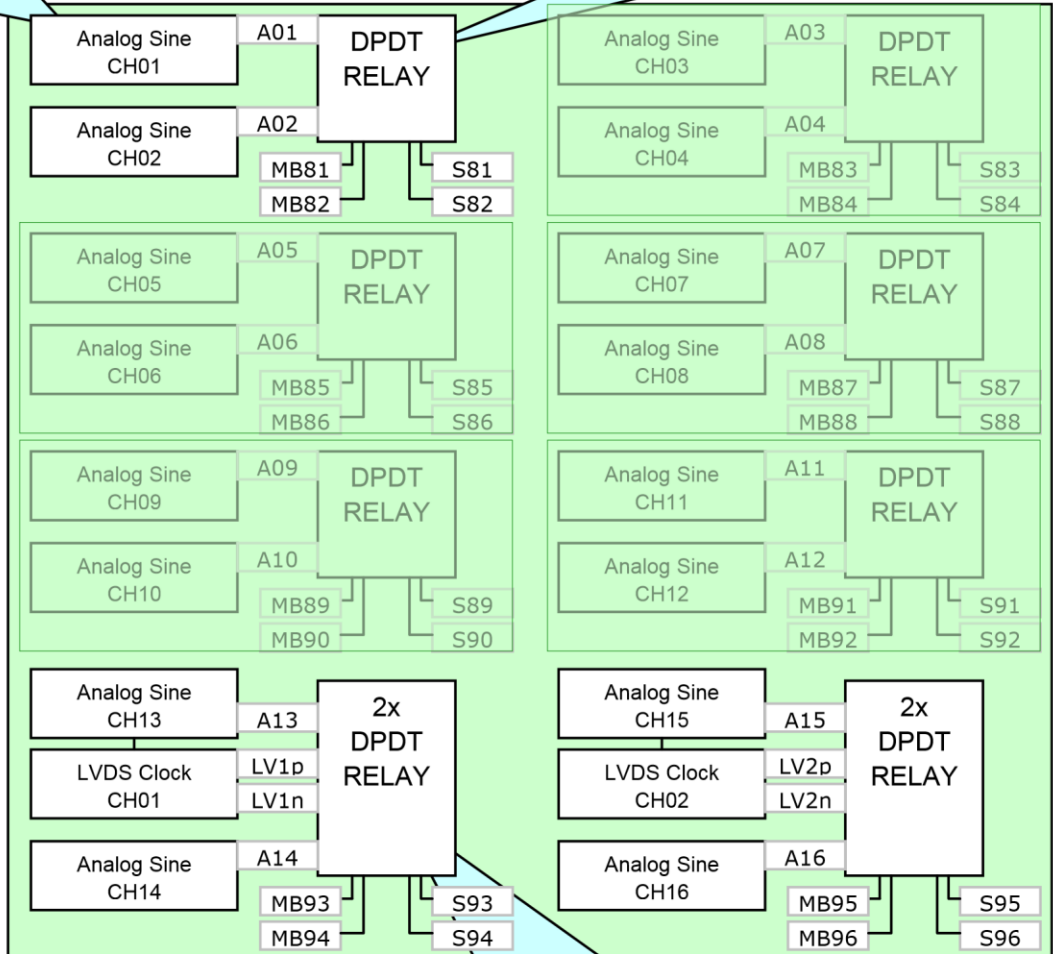 Analog Sine
CH01
A01
DPDT
RELAY
Analog Sine
CH02
A02
MB81
S81
MB82
S82
Analog Sine
CH03
A03
DPDT
RELAY
Analog Sine
CH04
A04
MB83
S83
MB84
S84
Analog Sine
CH05
A05
DPDT
RELAY
Analog Sine
CH06
A06
MB85
S85
MB86
S86
Analog Sine
CH07
A07
DPDT
RELAY
Analog Sine
CH08
A08
MB87
S87
MB88
S88
Analog Sine
CH09
A09
DPDT
RELAY
Analog Sine
CH10
A10
MB89
S89
MB90
S90
Analog Sine
CH11
A11
DPDT
RELAY
Analog Sine
CH12
A12
MB91
S91
MB92
S92
Analog Sine
CH13
A13
2x
DPDT
RELAY
LVDS Clock
CH01
LV1p
LV1n
Analog Sine
CH14
A14
MB93
S93
MB94
S94
Analog Sine
CH15
A15
2x
DPDT
RELAY
LVDS Clock
CH02
LV2p
LV2n
Analog Sine
CH16
A16
MB95
S95
MB96
S96